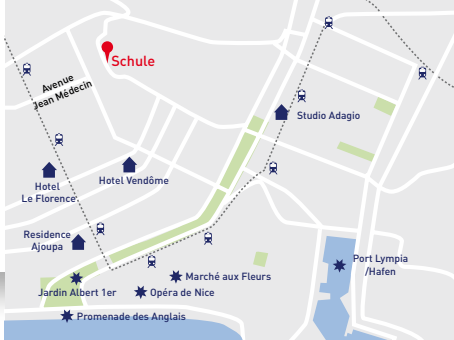 Schule
Avenue
Jean Médecin
Studio Adagio
Hotel Vendôme
Hotel
Le Florence
Residence
Ajoupa
Port Lympia
/Hafen
Marché aux Fleurs
Jardin Albert 1er
Opéra de Nice
Promenade des Anglais